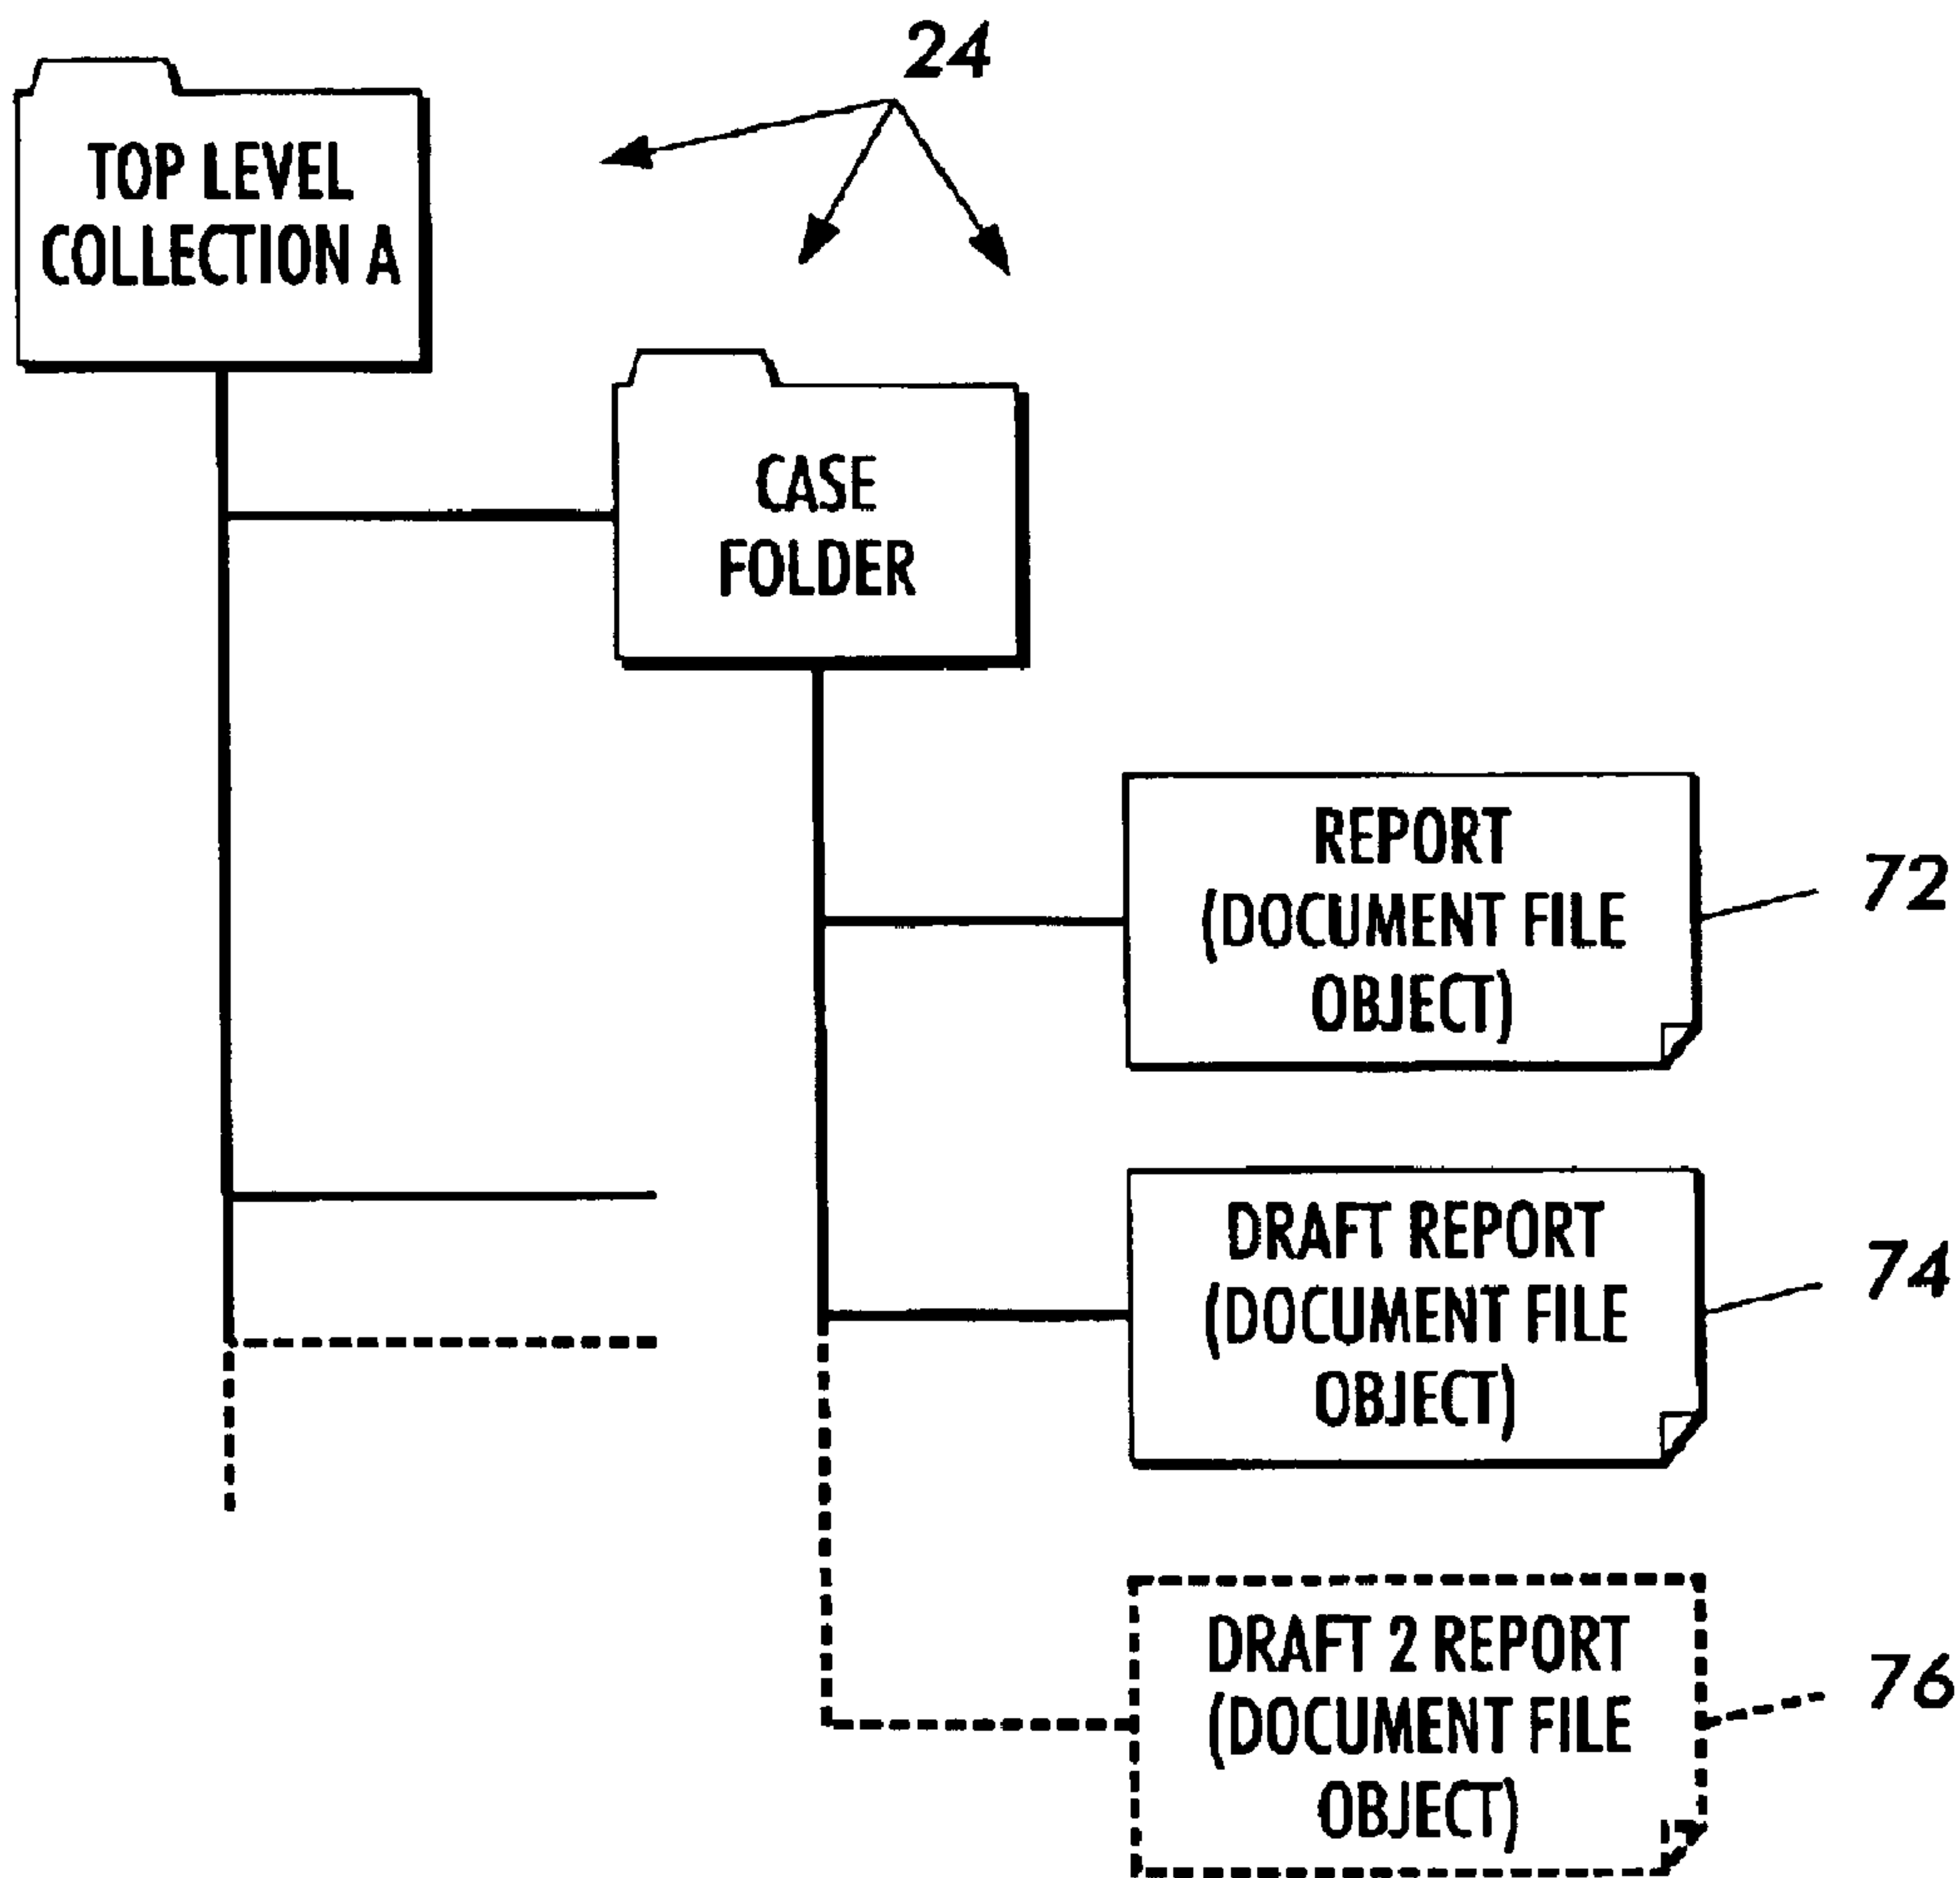 24
TOP LEVEL
COLLECTION A
CASE
FOLDER
REPORT
(DOCUMENT FILE
OBJECT)
72
DRAFT REPORT
(DOCUMENT FILE
OBJECT)
74
DRAFT 2 REPORT
(DOCUMENT FILE
OBJECT)
76